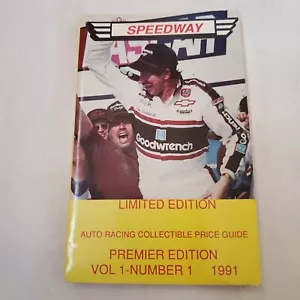 SPEEDWAY
Goodwrench
LIMITED EDITION
AUTO RACING COLLECTIBLE PRICE GUIDE
PREMIER EDITION
VOL 1-NUMBER 1 1991